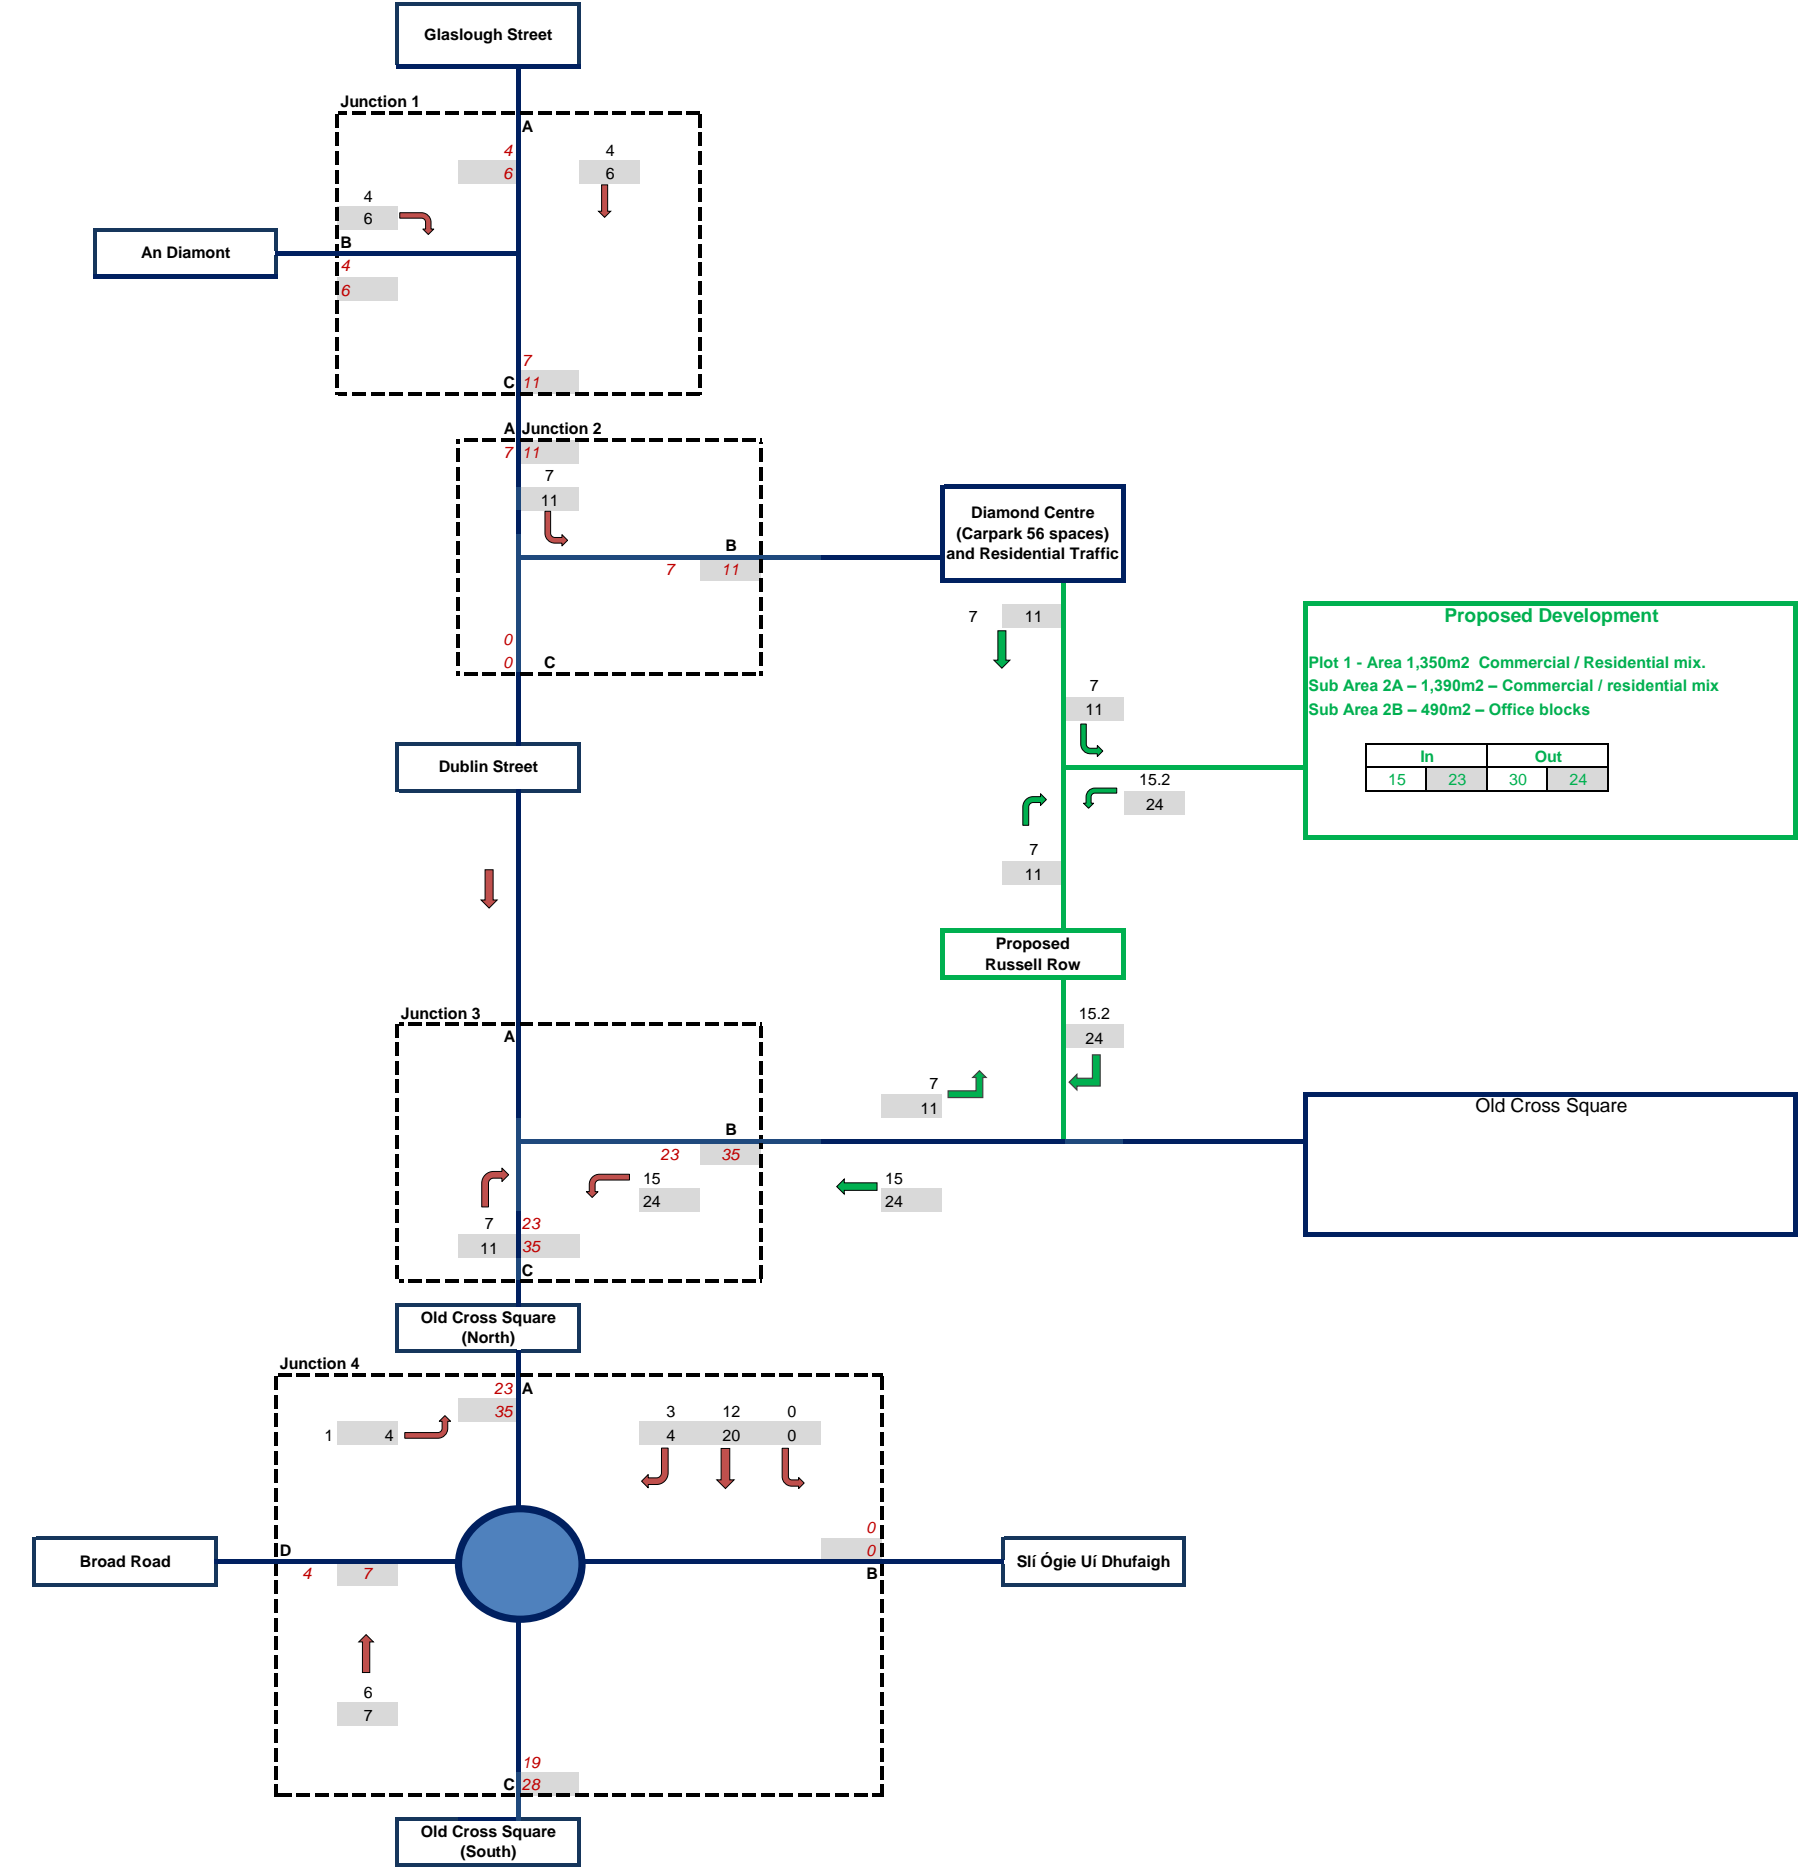 Glaslough Street
Junction 1
A
4 4
6 6
4
6
An Diamont
B
4
6
7
C 11
A Junction 2
7 11
7
11
Diamond Centre
(Carpark 56 spaces)
and Residential Traffic
B
7 11
7 11
Proposed Development
0
0 C
Plot 1 - Area 1,350m2 Commercial / Residential mix.
Sub Area 2A – 1,390m2 – Commercial / residential mix
Sub Area 2B – 490m2 – Office blocks
7
11
In Out
15 23 30 24
Dublin Street
15.2
24
7
11
Proposed
Russell Row
Junction 3
A
15.2
24
7
11
Old Cross Square
B
23 35
15 15
24 24
7 23
11 35
C
Old Cross Square
(North)
Junction 4
23 A
35
3 12 0
1 4 4 20 0
0
0
Broad Road
D
4 7
B
Slí Ógie Uí Dhufaigh
6
7
19
C 28
Old Cross Square
(South)